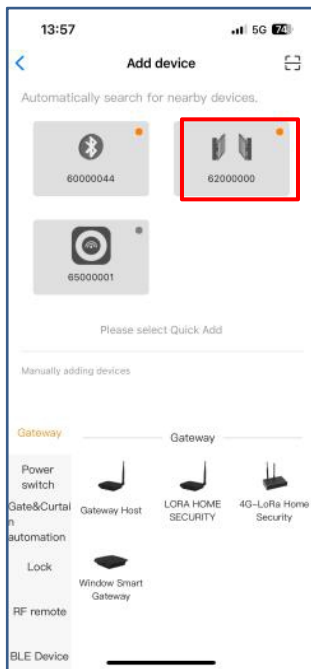 13:57
5G 74
Add device
Automatically search for nearby devices.
60000044
62000000
65000001
Please select Quick Add
Manually adding devices
Gateway
Gateway
Power
switch
Gate&Curtai
n
automation
Lock
RF remote
BLE Device
Gateway Host
LORA HOME
SECURITY
4G-LoRa Home
Security
Window Smart
Gateway